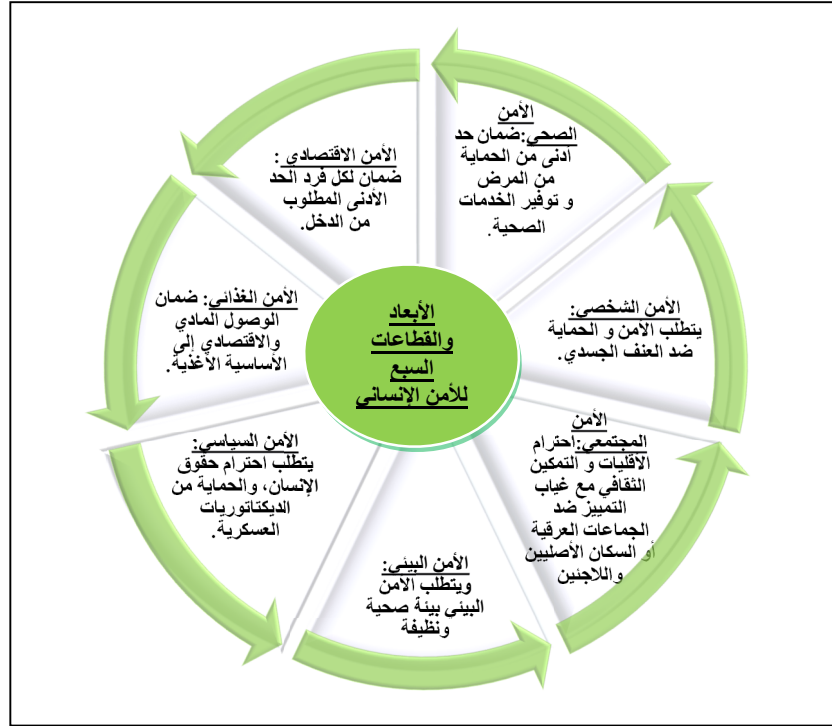 الأبعاد
والقطاعات
السبع
للأمن الإنساني
الأمن
الصحي:ضمان حد
أدنى من الحماية
من المرض
و توفير الخدمات
الصحية.
الأمن الاقتصادي :
ضمان لكل فرد الحد
الأدنى المطلوب
من الدخل.
الأمن الغذائي: ضمان
الوصول المادي
والاقتصادي إلى
الأساسية الأغذية.
الأمن السياسي:
يتطلب احترام حقوق
الإنسان، والحماية من
الديكتاتوريات
العسكرية.
الأمن البيئي:
ويتطلب الأمن
البيئي بيئة صحية
ونظيفة
الأمن
المجتمعي:احترام
الأقليات و التمكين
الثقافي مع غياب
التمييز ضد
الجماعات العرقية
أو السكان الأصليين
واللاجئين
الأمن الشخصي:
يتطلب الأمن و الحماية
ضد العنف الجسدي.